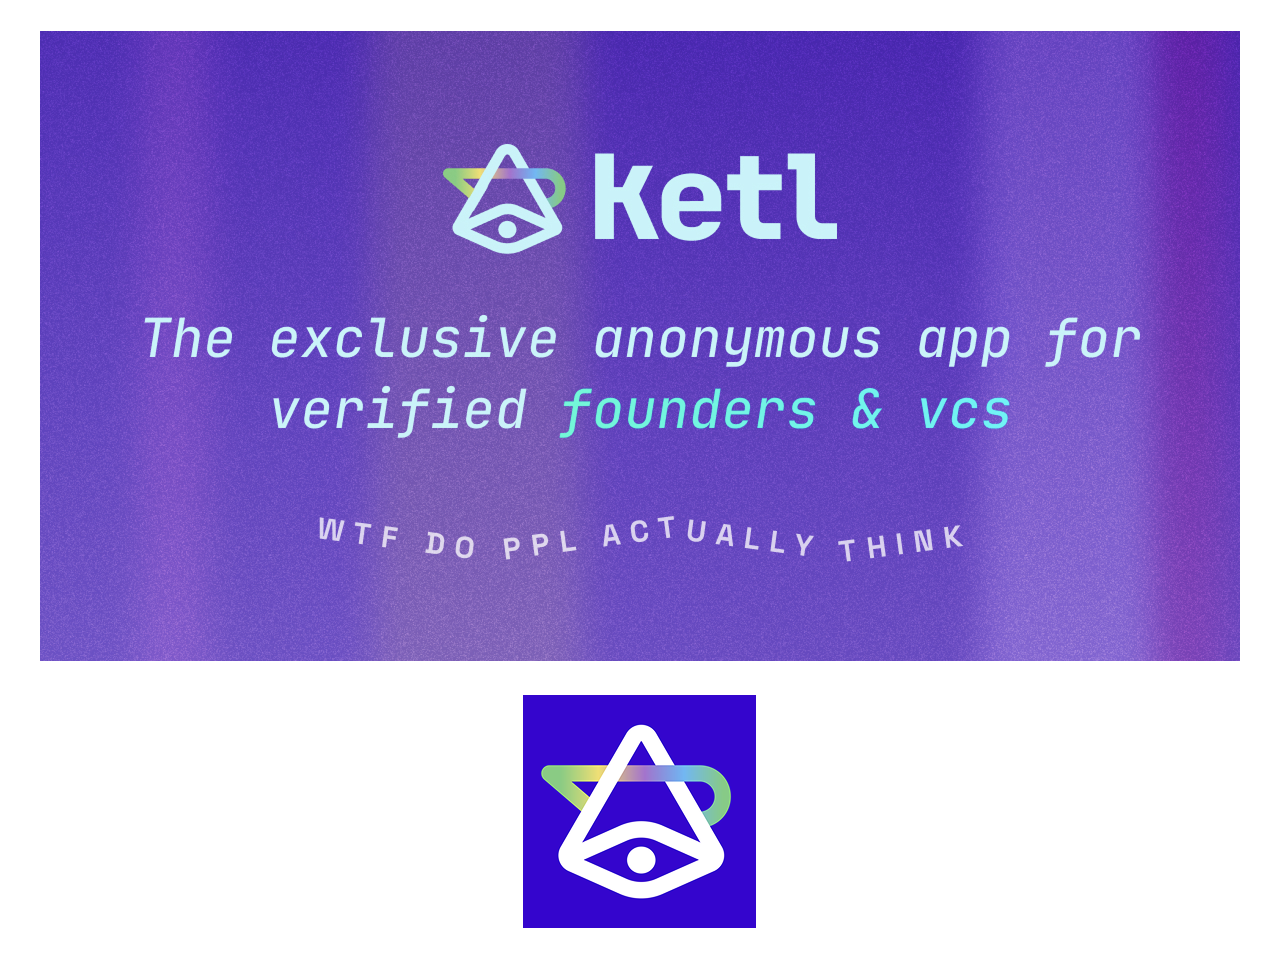 Ketl
The exclusive anonymous app for
verified founders & vcs
WTF DO PPL ACTUALLY THINK